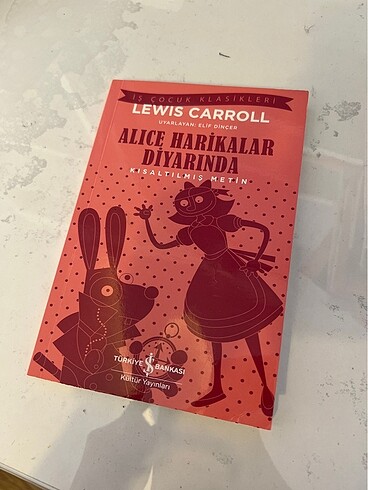 İŞ ÇOCUK KLASİKLERİ
LEWIS CARROLL
UYARLAYAN: ELİF DİNÇER
ALICE HARİKALAR
DİYARINDA
KISALTILMIŞ METİN
TÜRKİYE İŞ BANKASI
Kültür Yayınları